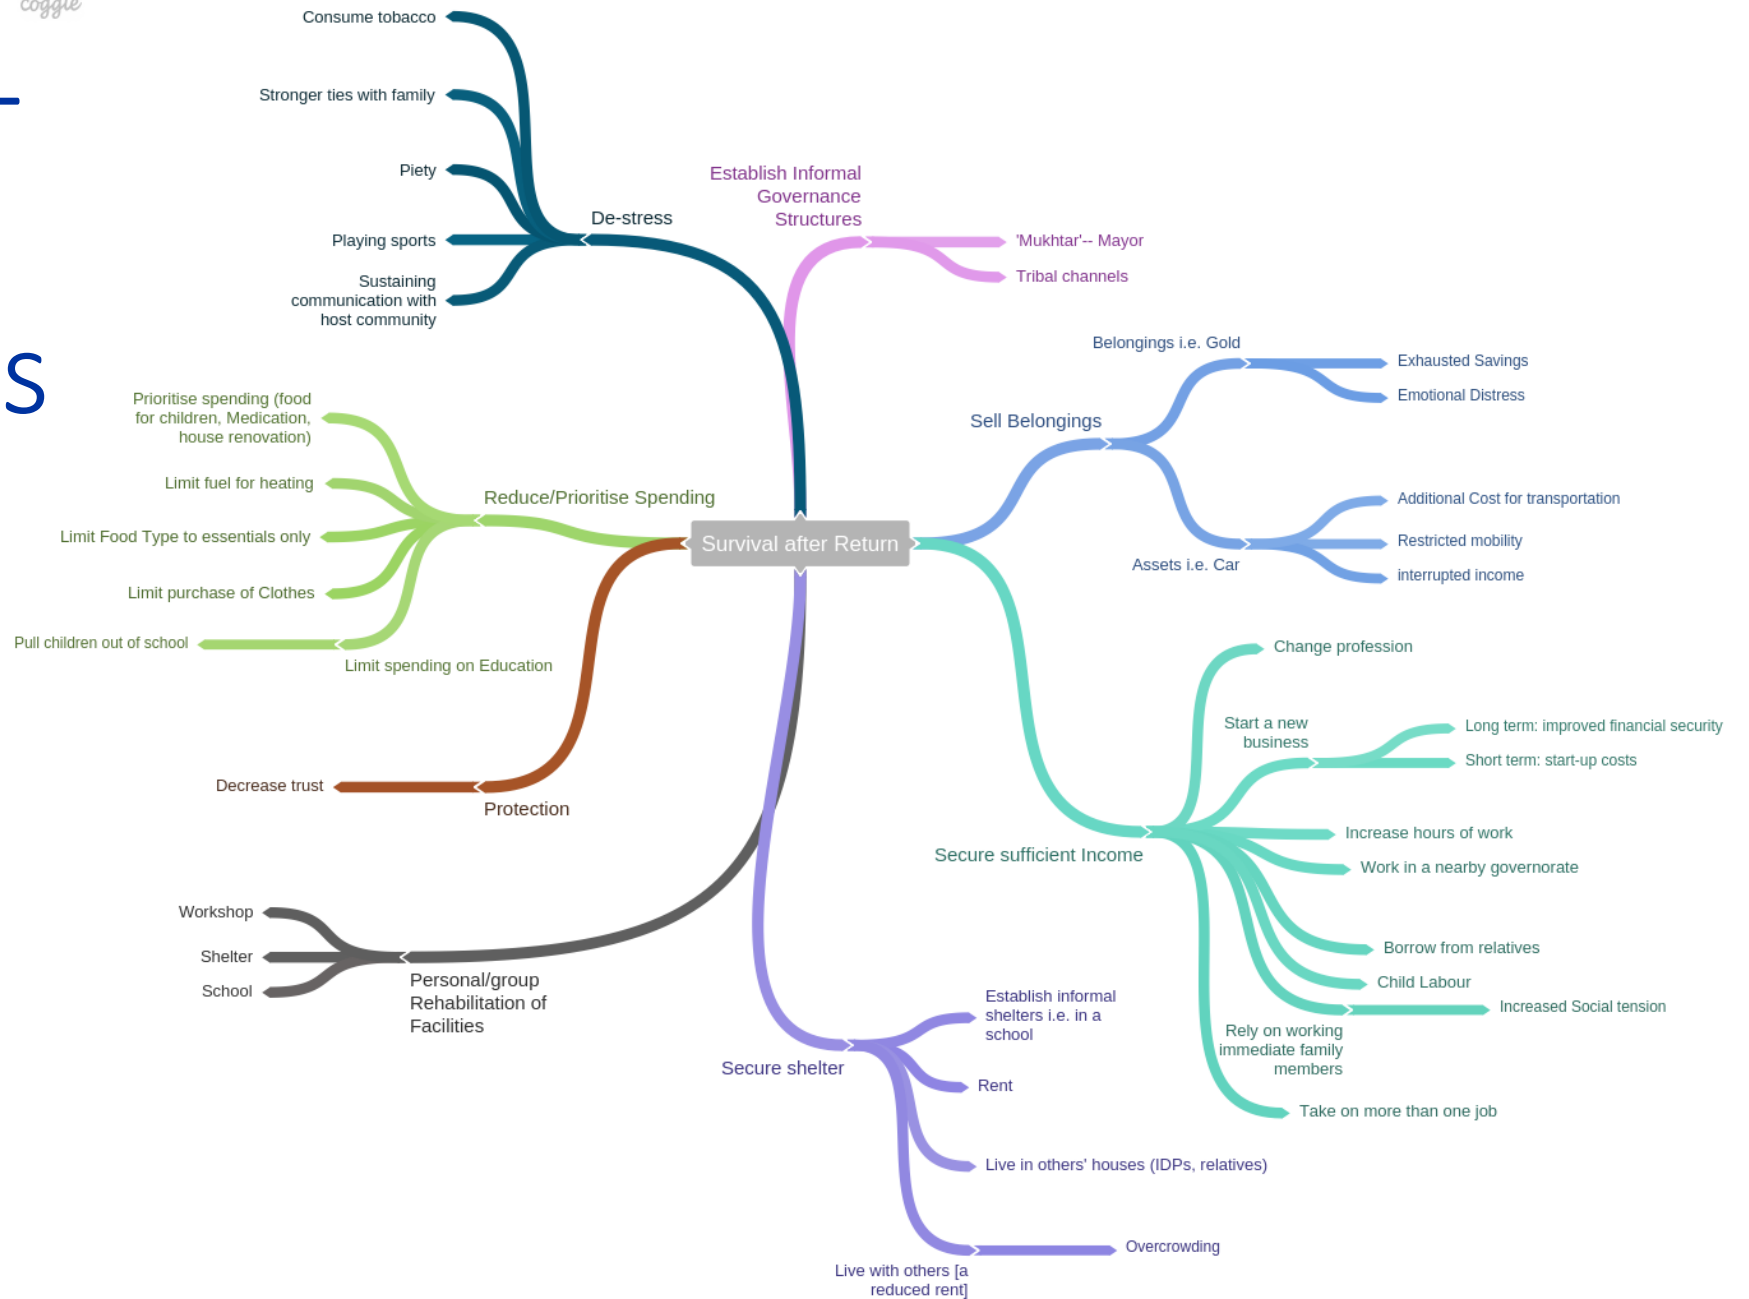 coggle
Consume tobacco
Stronger ties with family
Piety
Playing sports
Sustaining
communication with
host community
De-stress
Establish Informal
Governance
Structures
'Mukhtar'-- Mayor
Tribal channels
S
Prioritise spending (food
for children, Medication,
house renovation)
Limit fuel for heating
Limit Food Type to essentials only
Limit purchase of Clothes
Pull children out of school
Limit spending on Education
Reduce/Prioritise Spending
Survival after Return
Sell Belongings
Belongings i.e. Gold
Exhausted Savings
Emotional Distress
Assets i.e. Car
Additional Cost for transportation
Restricted mobility
interrupted income
Decrease trust
Protection
Secure sufficient Income
Change profession
Start a new
business
Long term: improved financial security
Short term: start-up costs
Increase hours of work
Work in a nearby governorate
Borrow from relatives
Child Labour
Rely on working
immediate family
members
Increased Social tension
Take on more than one job
Workshop
Shelter
School
Personal/group
Rehabilitation of
Facilities
Secure shelter
Establish informal
shelters i.e. in a
school
Rent
Live in others' houses (IDPs, relatives)
Live with others [a
reduced rent]
Overcrowding